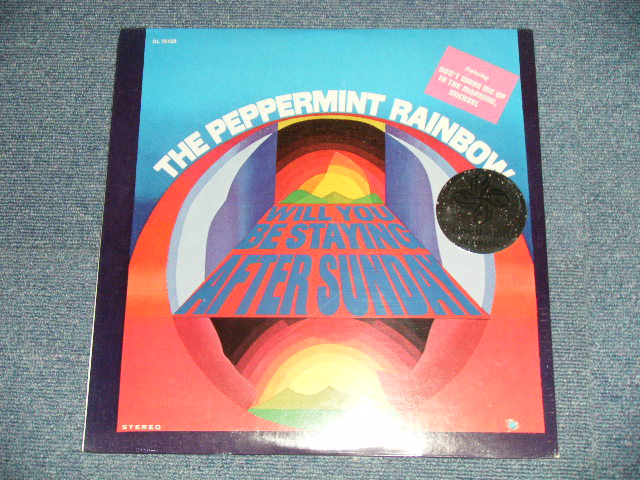 DL 75129
featuring
DON'T WAKE ME UP
IN THE MORNING,
MICHAEL
THE PEPPERMINT RAINBOW
WILL YOU
BE STAYING
AFTER SUNDAY
STEREO